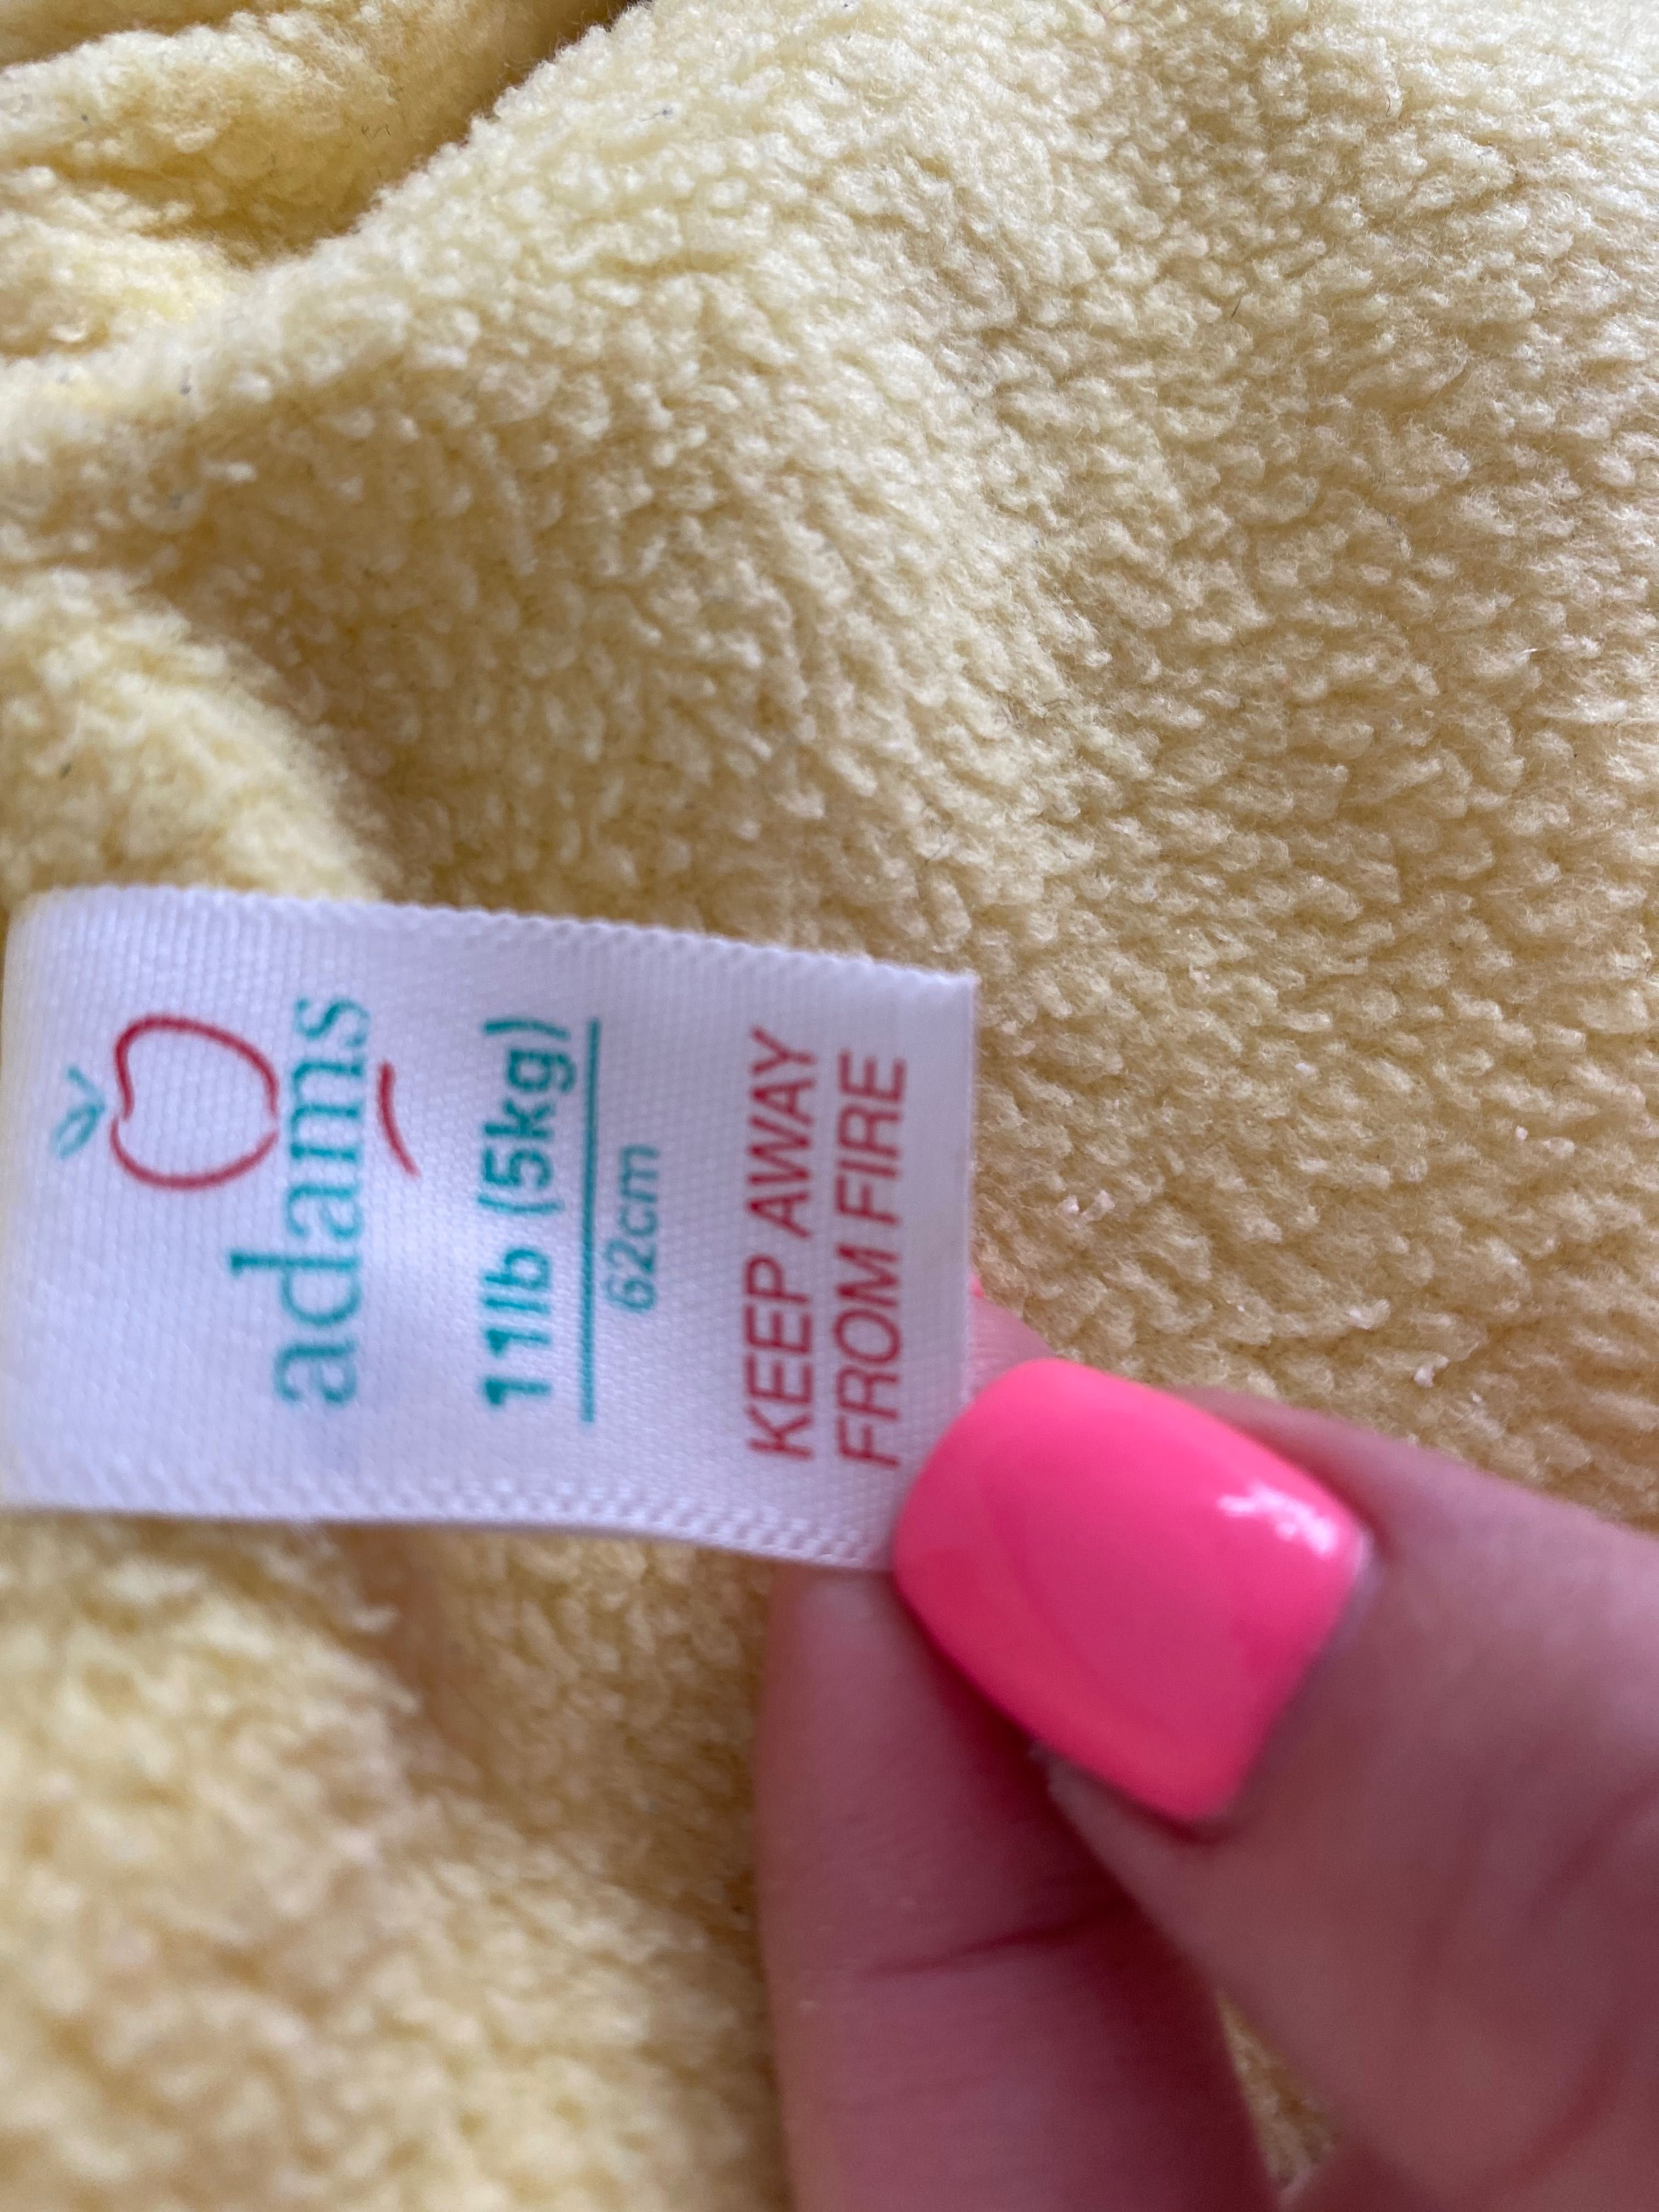 adams
11lb (5kg)
62cm
KEEP AWAY
FROM FIRE